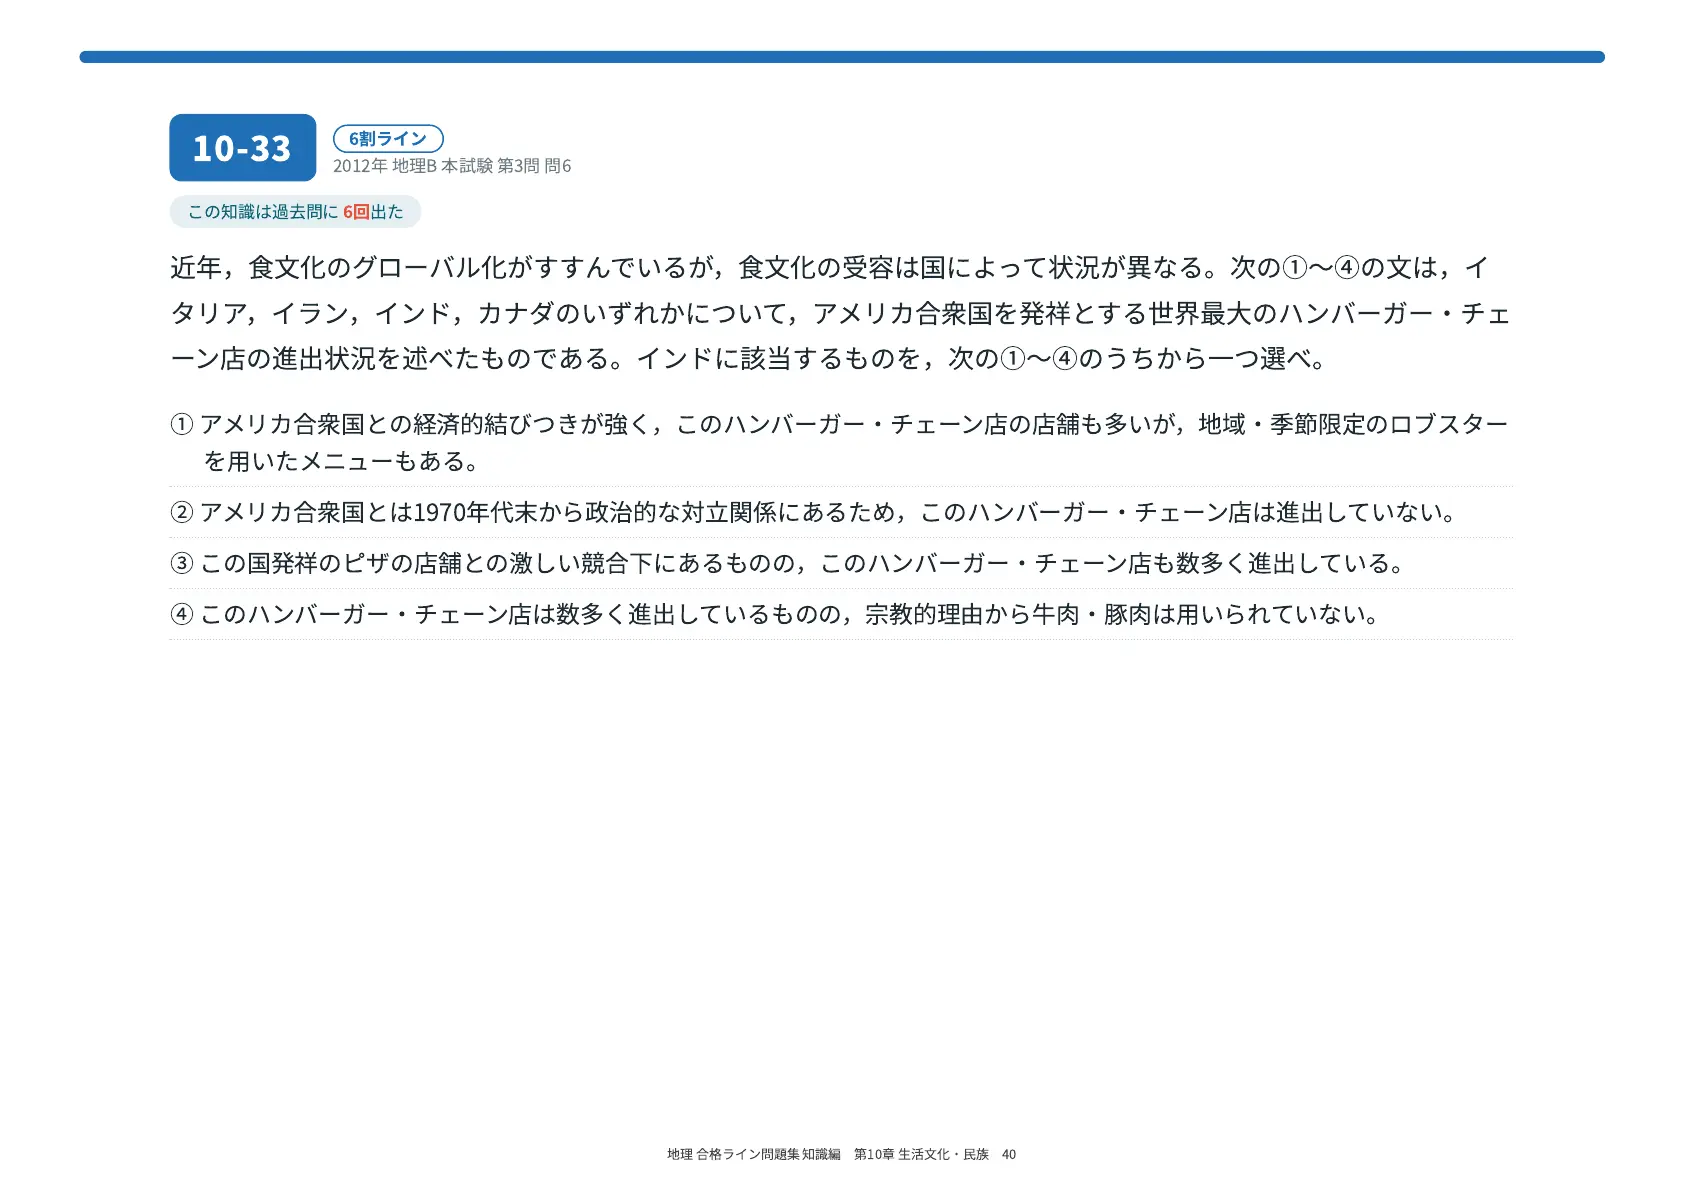 10-33
6割ライン
2012年 地理B 本試験 第3問 問6
この知識は過去問に 6回出た
近年，食文化のグローバル化がすすんでいるが，食文化の受容は国によって状況が異なる。次の①〜④の文は，イ
タリア，イラン，インド，カナダのいずれかについて，アメリカ合衆国を発祥とする世界最大のハンバーガー・チェ
ーン店の進出状況を述べたものである。インドに該当するものを，次の①〜④のうちから一つ選べ。
① アメリカ合衆国との経済的結びつきが強く，このハンバーガー・チェーン店の店舗も多いが，地域・季節限定のロブスター
を用いたメニューもある。
② アメリカ合衆国とは1970年代末から政治的な対立関係にあるため，このハンバーガー・チェーン店は進出していない。
③ この国発祥のピザの店舗との激しい競合下にあるものの，このハンバーガー・チェーン店も数多く進出している。
④ このハンバーガー・チェーン店は数多く進出しているものの，宗教的理由から牛肉・豚肉は用いられていない。
地理 合格ライン問題集 知識編　第10章 生活文化・民族　40